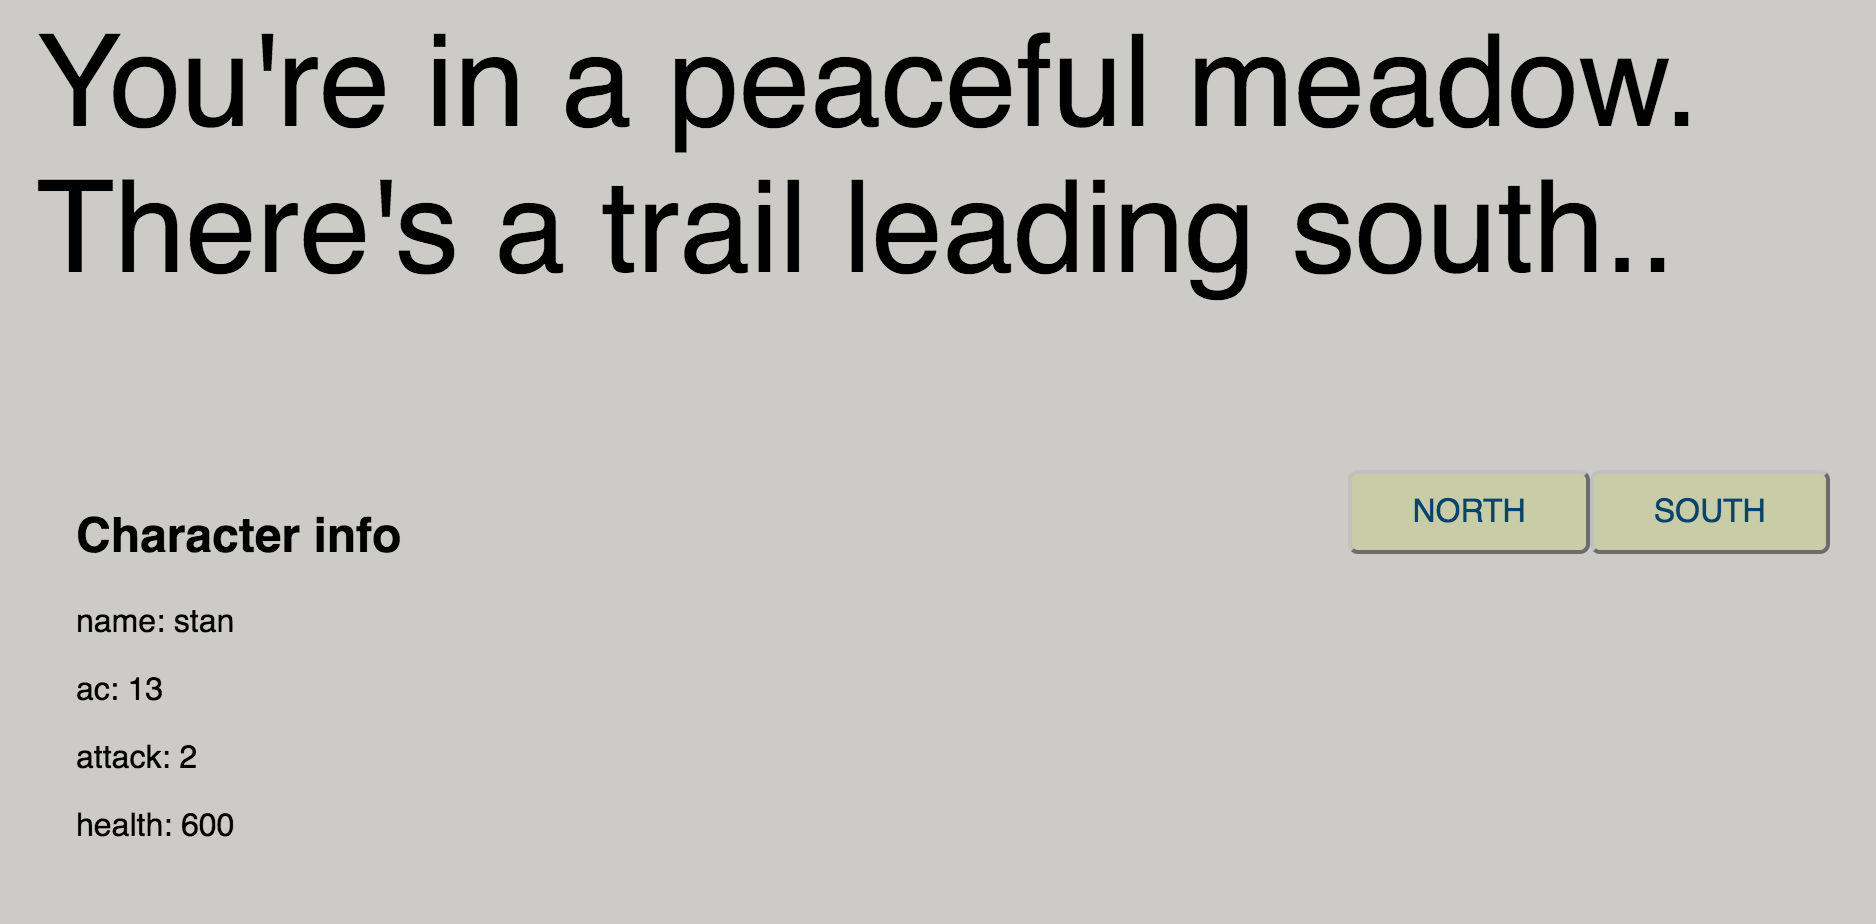 You're in a peaceful meadow.
There's a trail leading south..
NORTH
SOUTH
Character info
name: stan
ac: 13
attack: 2
health: 600